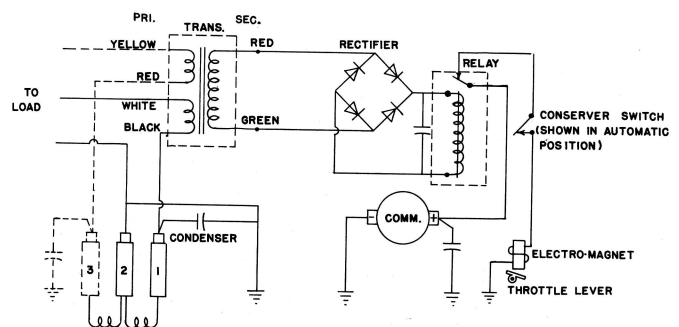 PRI.
TRANS.
SEC.
YELLOW
RED
RED
RECTIFIER
RELAY
TO
LOAD
WHITE
BLACK
GREEN
CONSERVER SWITCH
(SHOWN IN AUTOMATIC
POSITION)
- COMM. +
CONDENSER
3 2 1
ELECTRO-MAGNET
THROTTLE LEVER